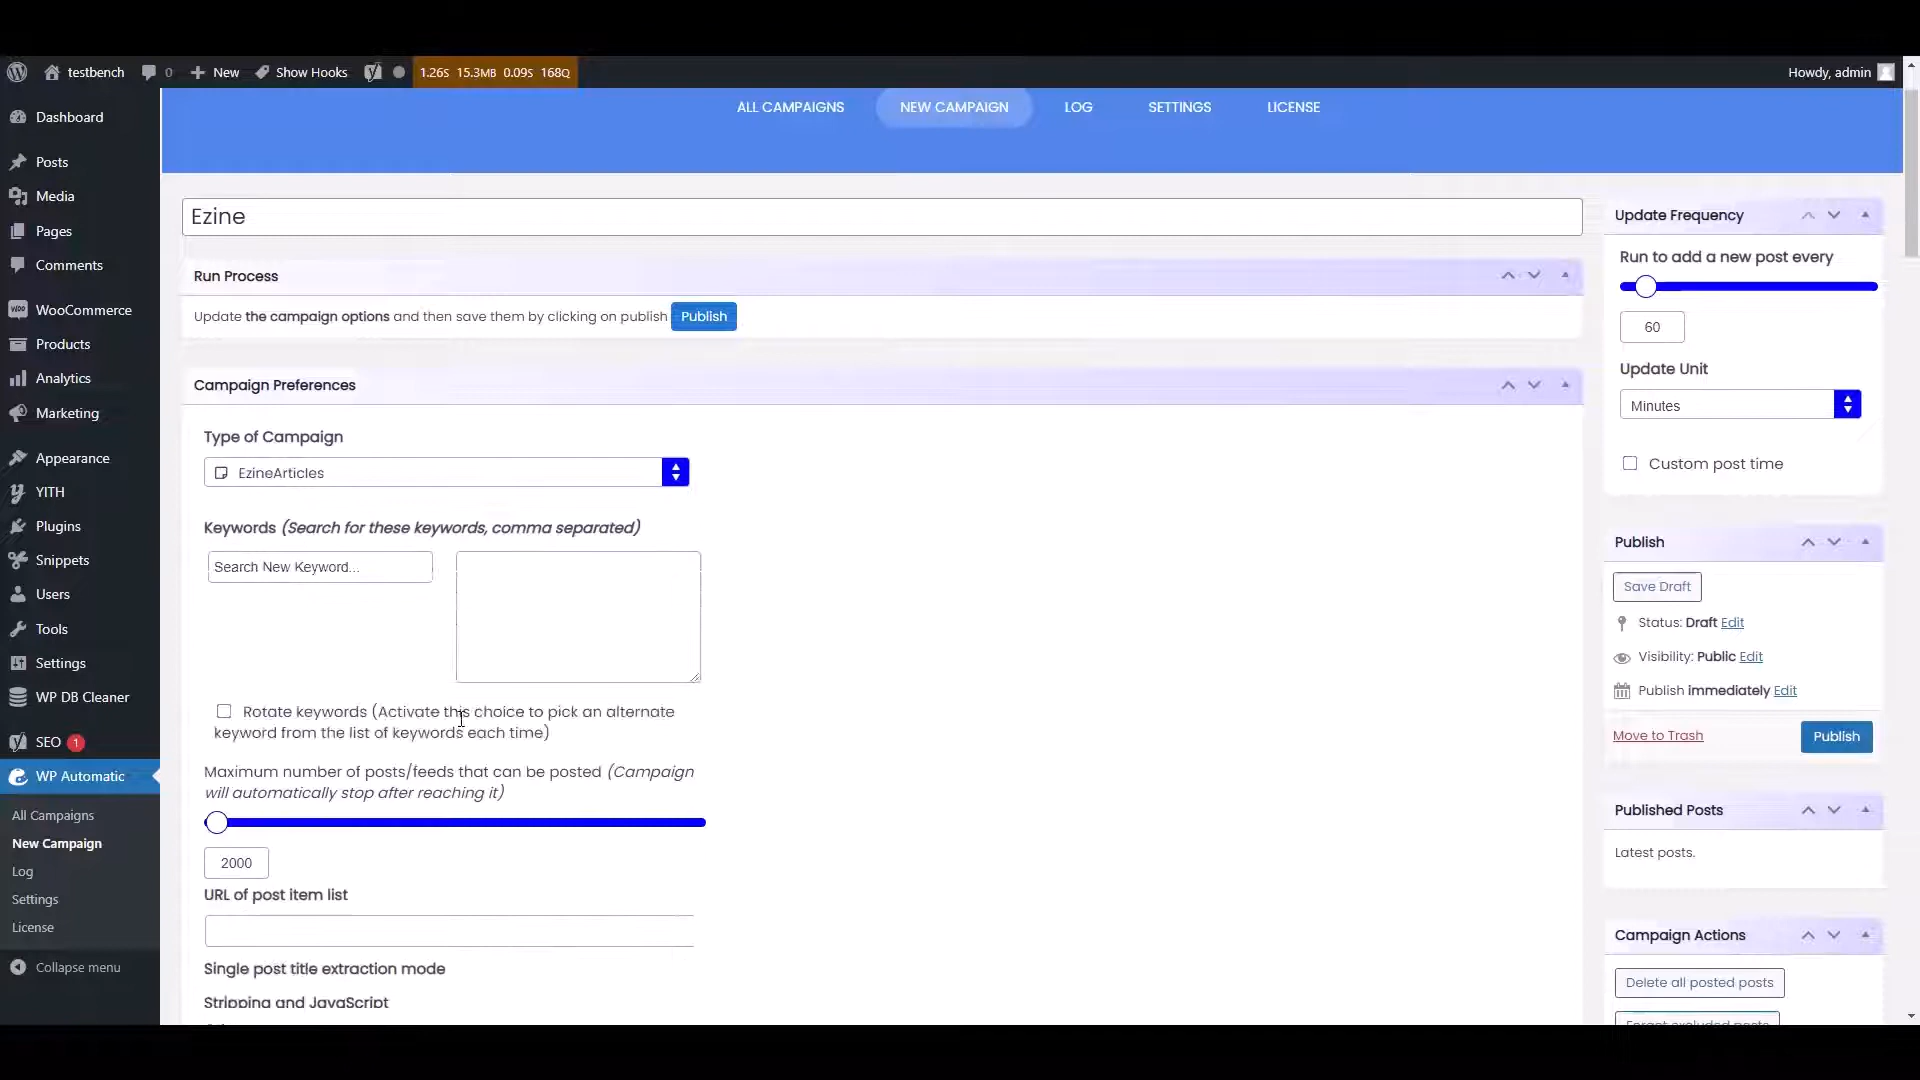 testbench
0
New
Show Hooks
1.26S 15.3MB 0.09S 168Q
Howdy, admin
Dashboard
Posts
Media
Pages
Comments
WooCommerce
Products
Analytics
Marketing
Appearance
YITH
Plugins
Snippets
Users
Tools
Settings
WP DB Cleaner
SEO 1
WP Automatic
All Campaigns
New Campaign
Log
Settings
License
Collapse menu
ALL CAMPAIGNS
NEW CAMPAIGN
LOG
SETTINGS
LICENSE
Ezine
Run Process
Update the campaign options and then save them by clicking on publish Publish
Campaign Preferences
Type of Campaign
EzineArticles
Keywords (Search for these keywords, comma separated)
Search New Keyword...
Rotate keywords (Activate this choice to pick an alternate
keyword from the list of keywords each time)
Maximum number of posts/feeds that can be posted (Campaign
will automatically stop after reaching it)
2000
URL of post item list
Single post title extraction mode
Stripping and JavaScript
Update Frequency
Run to add a new post every
60
Update Unit
Minutes
Custom post time
Publish
Save Draft
Status: Draft Edit
Visibility: Public Edit
Publish immediately Edit
Move to Trash
Publish
Published Posts
Latest posts.
Campaign Actions
Delete all posted posts
Forget excluded posts